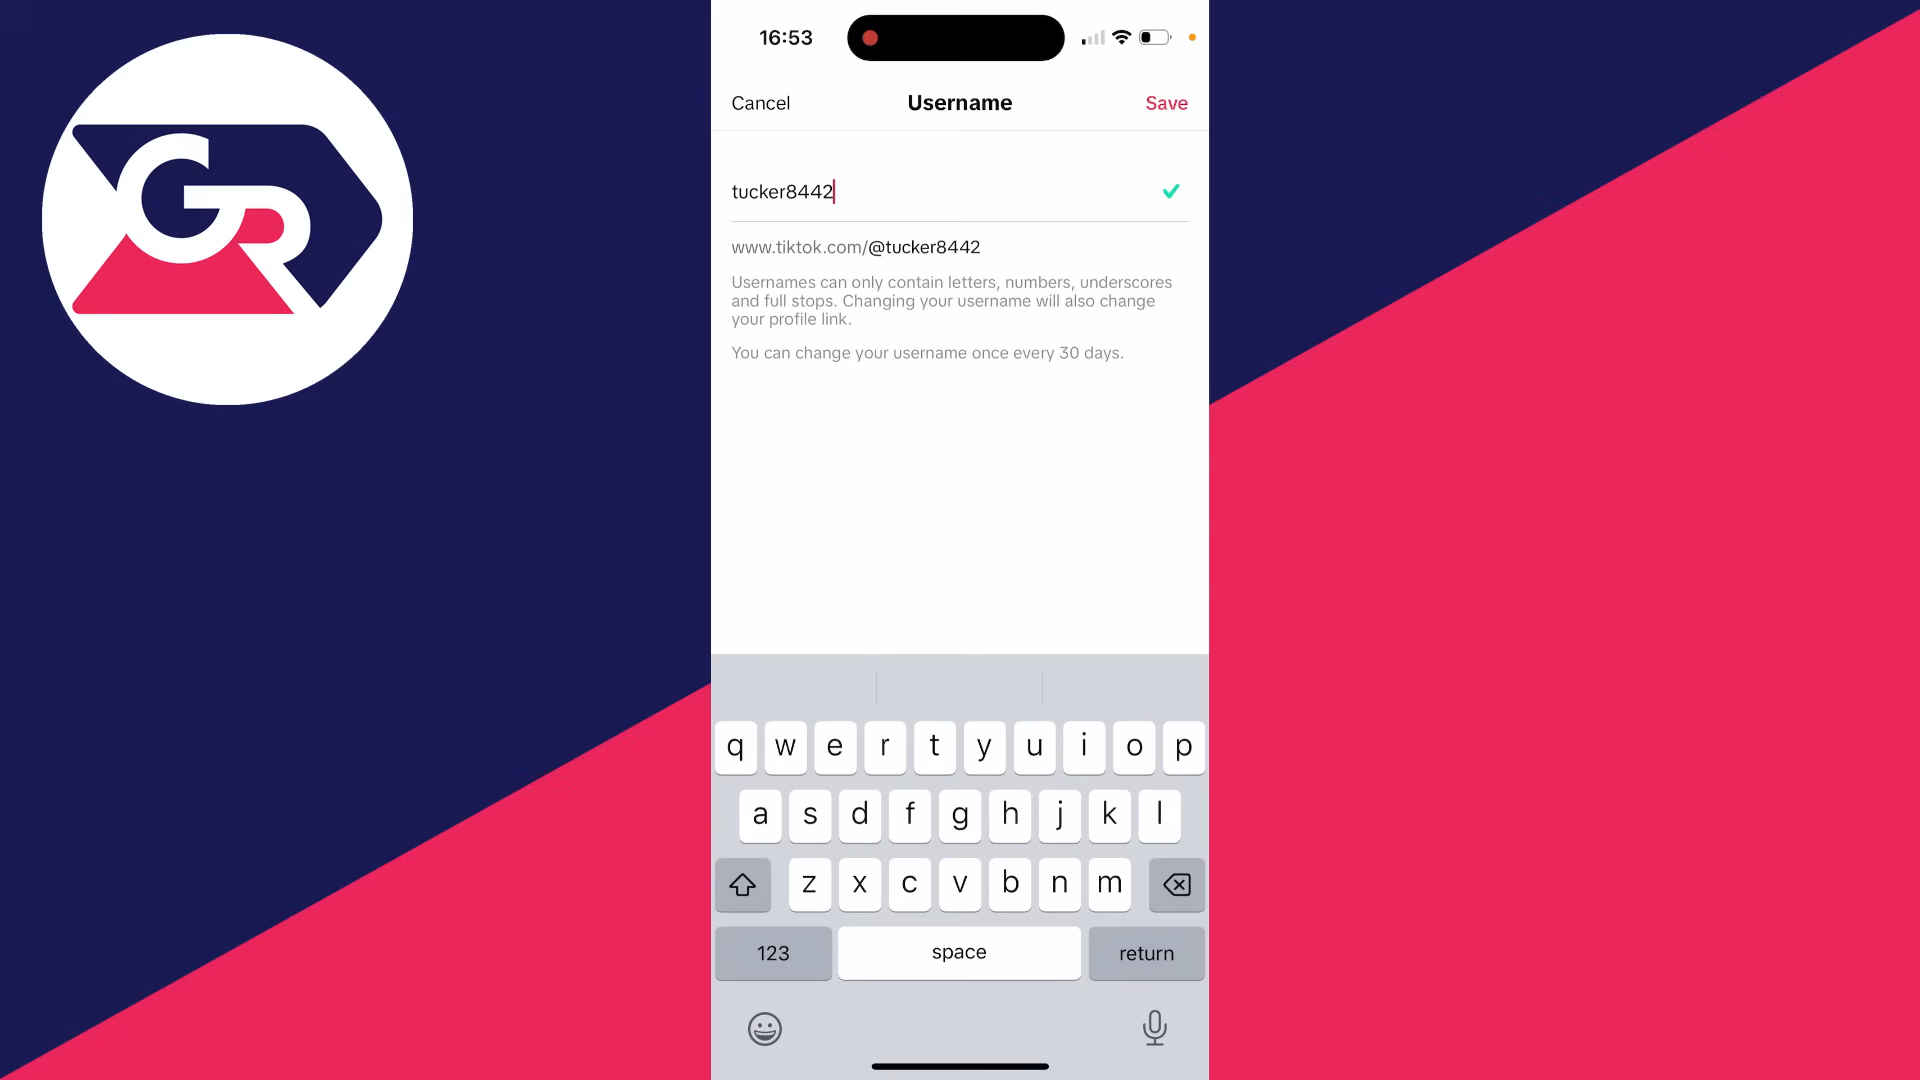 GR
16:53
Cancel Username Save
tucker8442
www.tiktok.com/@tucker8442
Usernames can only contain letters, numbers, underscores
and full stops. Changing your username will also change
your profile link.
You can change your username once every 30 days.
q w e r t y u i o p
a s d f g h j k l
z x c v b n m
123 space return